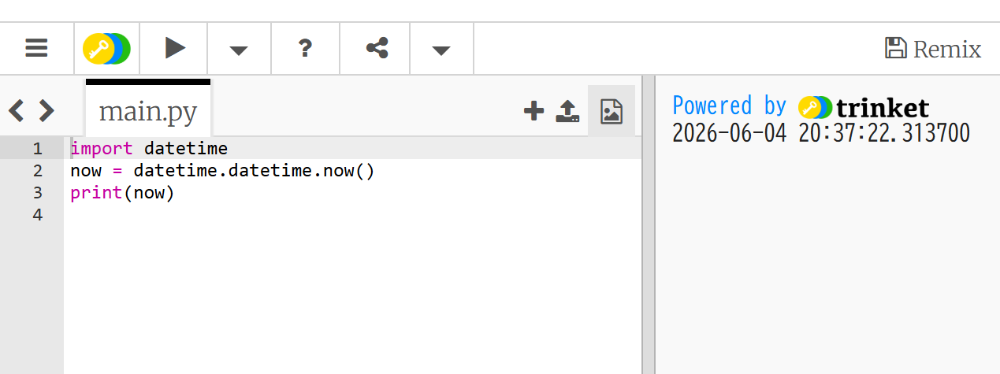 ?
Remix
main.py
1 import datetime
2 now = datetime.datetime.now()
3 print(now)
4
Powered by trinket
2026-06-04 20:37:22.313700